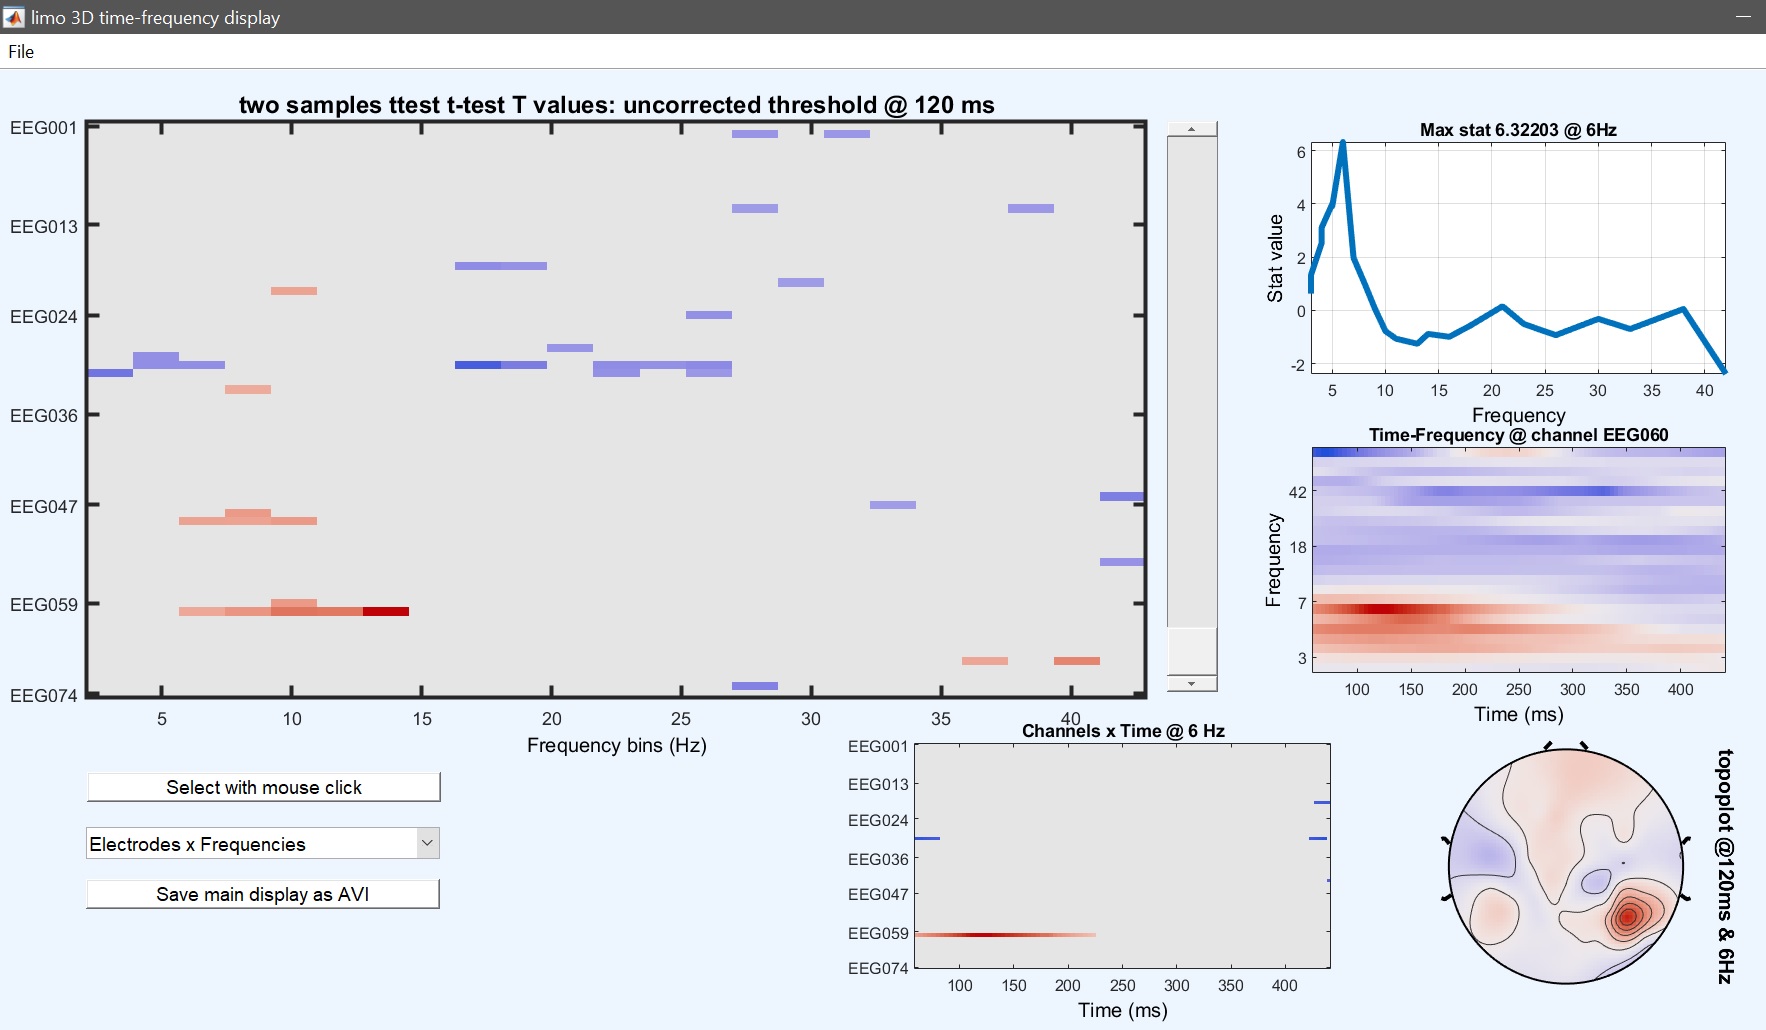 limo 3D time-frequency display
File
two samples ttest t-test T values: uncorrected threshold @ 120 ms
EEG001
EEG013
EEG024
EEG036
EEG047
EEG059
EEG074
5 10 15 20 25 30 35 40
Frequency bins (Hz)
Max stat 6.32203 @ 6Hz
Stat value
6
4
2
0
-2
5 10 15 20 25 30 35 40
Frequency
Time-Frequency @ channel EEG060
Frequency
42
18
7
3
100 150 200 250 300 350 400
Time (ms)
Select with mouse click
Electrodes x Frequencies
Save main display as AVI
Channels x Time @ 6 Hz
EEG001
EEG013
EEG024
EEG036
EEG047
EEG059
EEG074
100 150 200 250 300 350 400
Time (ms)
topoplot @120ms & 6Hz